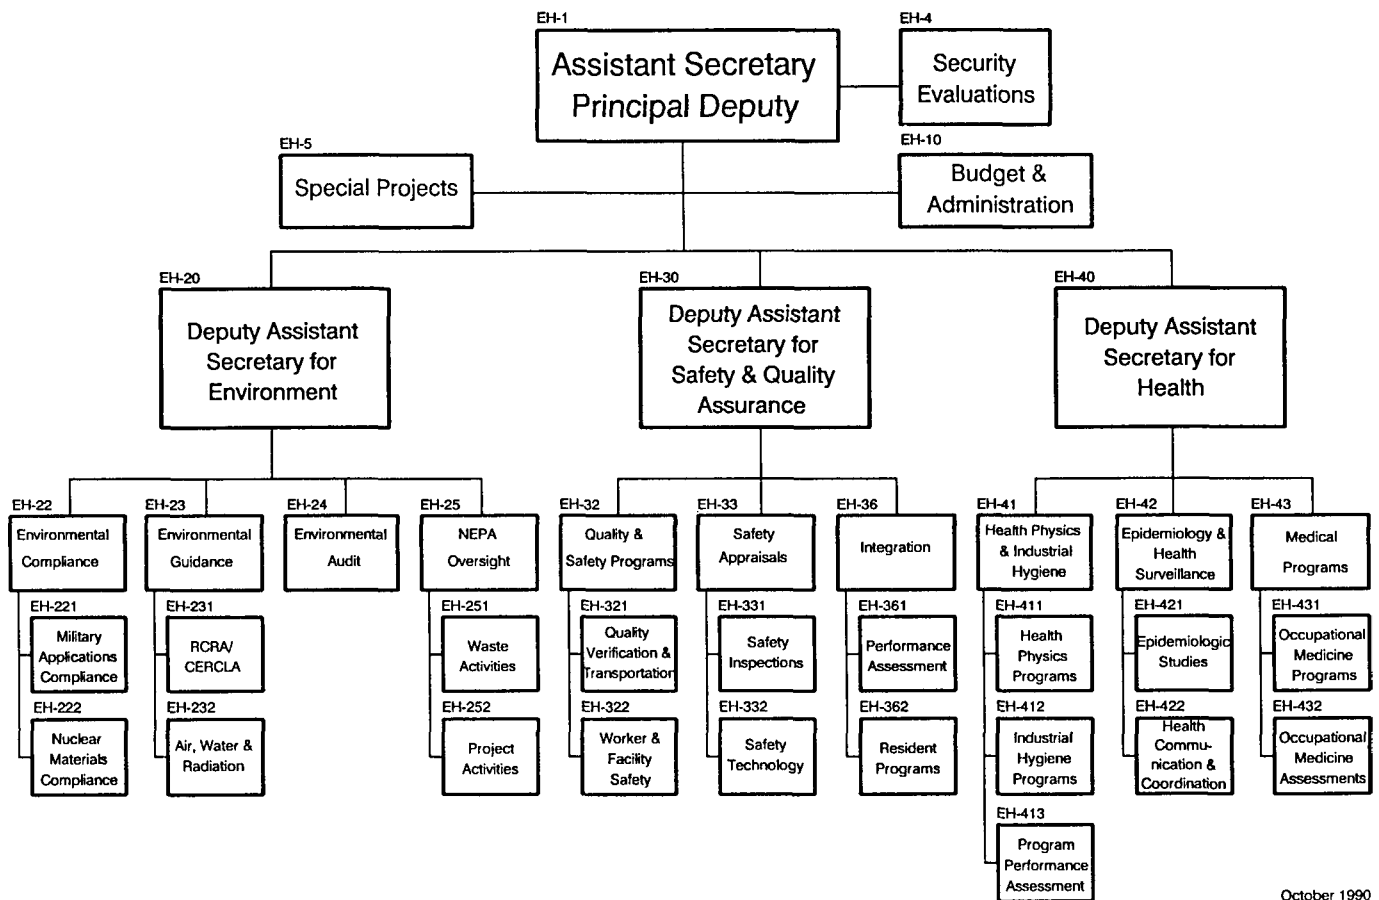 EH-1
Assistant Secretary
Principal Deputy
EH-4
Security
Evaluations
EH-5
Special Projects
EH-10
Budget &
Administration
EH-20
Deputy Assistant
Secretary for
Environment
EH-30
Deputy Assistant
Secretary for
Safety & Quality
Assurance
EH-40
Deputy Assistant
Secretary for
Health
EH-22
Environmental
Compliance
EH-23
Environmental
Guidance
EH-24
Environmental
Audit
EH-25
NEPA
Oversight
EH-32
Quality &
Safety Programs
EH-33
Safety
Appraisals
EH-36
Integration
EH-41
Health Physics
& Industrial
Hygiene
EH-42
Epidemiology &
Health
Surveillance
EH-43
Medical
Programs
EH-221
Military
Applications
Compliance
EH-231
RCRA/
CERCLA
EH-251
Waste
Activities
EH-321
Quality
Verification &
Transportation
EH-331
Safety
Inspections
EH-361
Performance
Assessment
EH-411
Health
Physics
Programs
EH-421
Epidemiologic
Studies
EH-431
Occupational
Medicine
Programs
EH-222
Nuclear
Materials
Compliance
EH-232
Air, Water &
Radiation
EH-252
Project
Activities
EH-322
Worker &
Facility
Safety
EH-332
Safety
Technology
EH-362
Resident
Programs
EH-412
Industrial
Hygiene
Programs
EH-422
Health
Commu-
nication &
Coordination
EH-432
Occupational
Medicine
Assessments
EH-413
Program
Performance
Assessment
October 1990